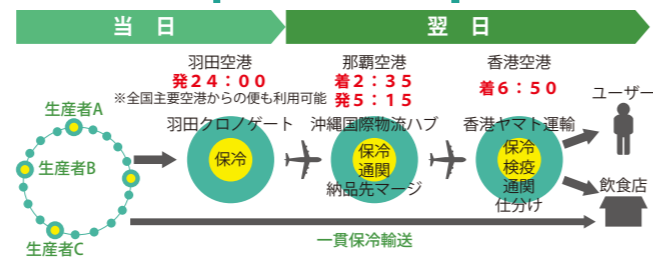 当 日
翌 日
羽田空港
発24：00
※全国主要空港からの便も利用可能
羽田クロノゲート
保冷
那覇空港
着2：35
発5：15
沖縄国際物流ハブ
保冷
通関
納品先マージ
香港空港
着6：50
香港ヤマト運輸
保冷
検疫
通関
仕分け
ユーザー
飲食店
生産者A
生産者B
生産者C
一貫保冷輸送